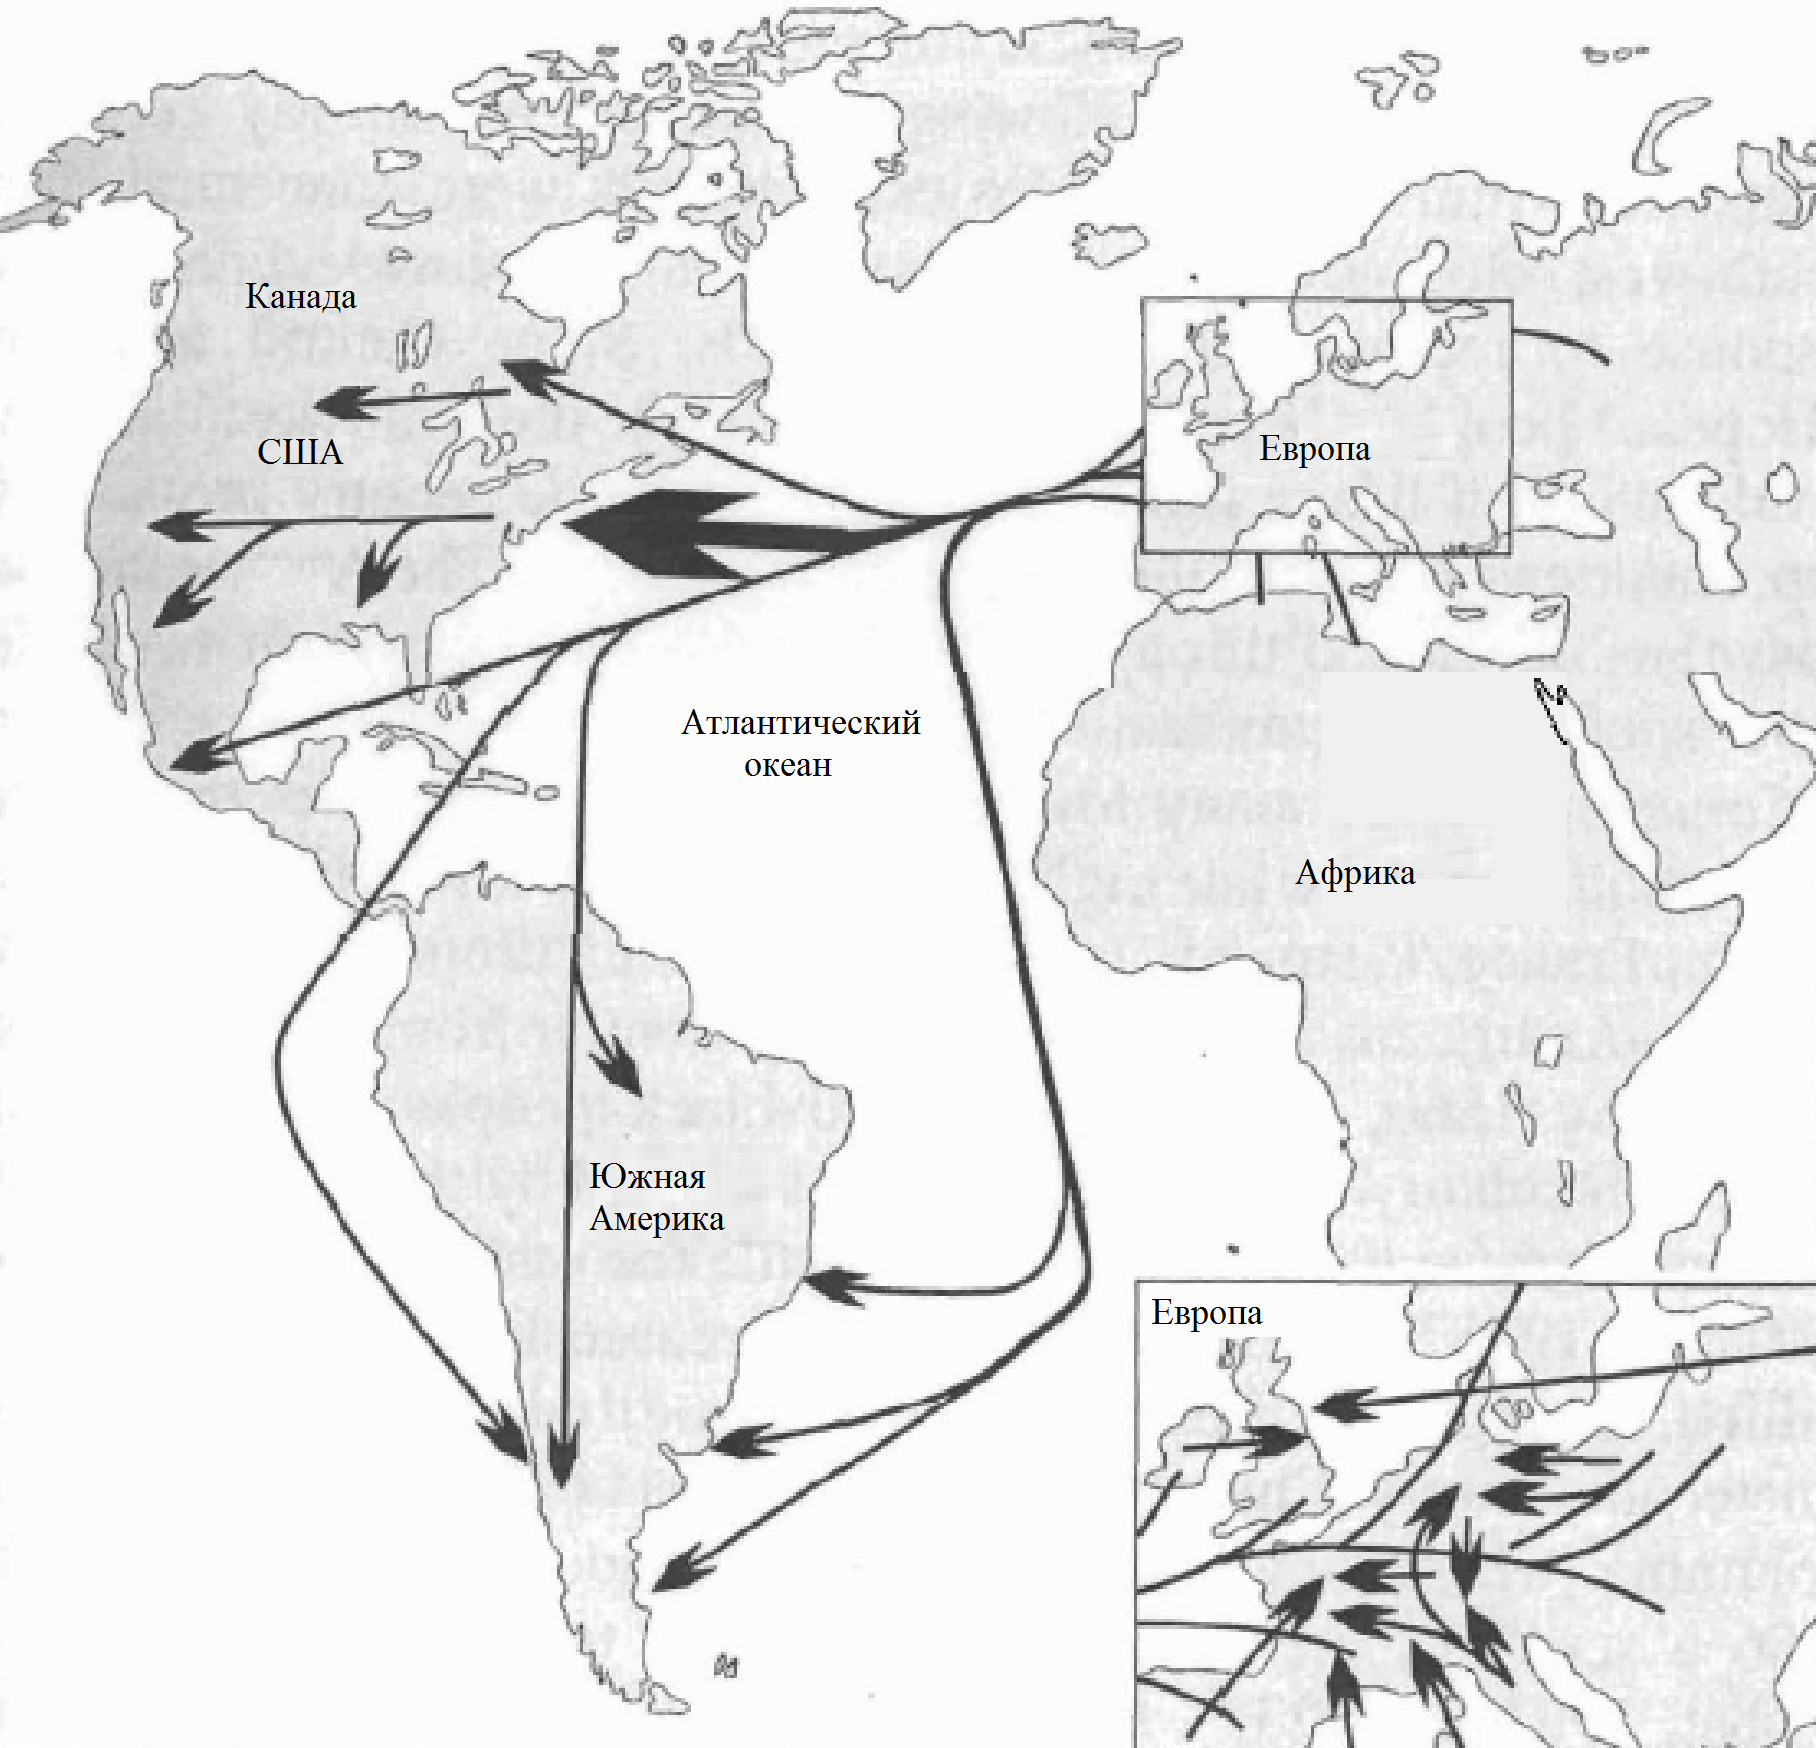 Канада
США
Европа
Атлантический
океан
Африка
Южная
Америка
Европа